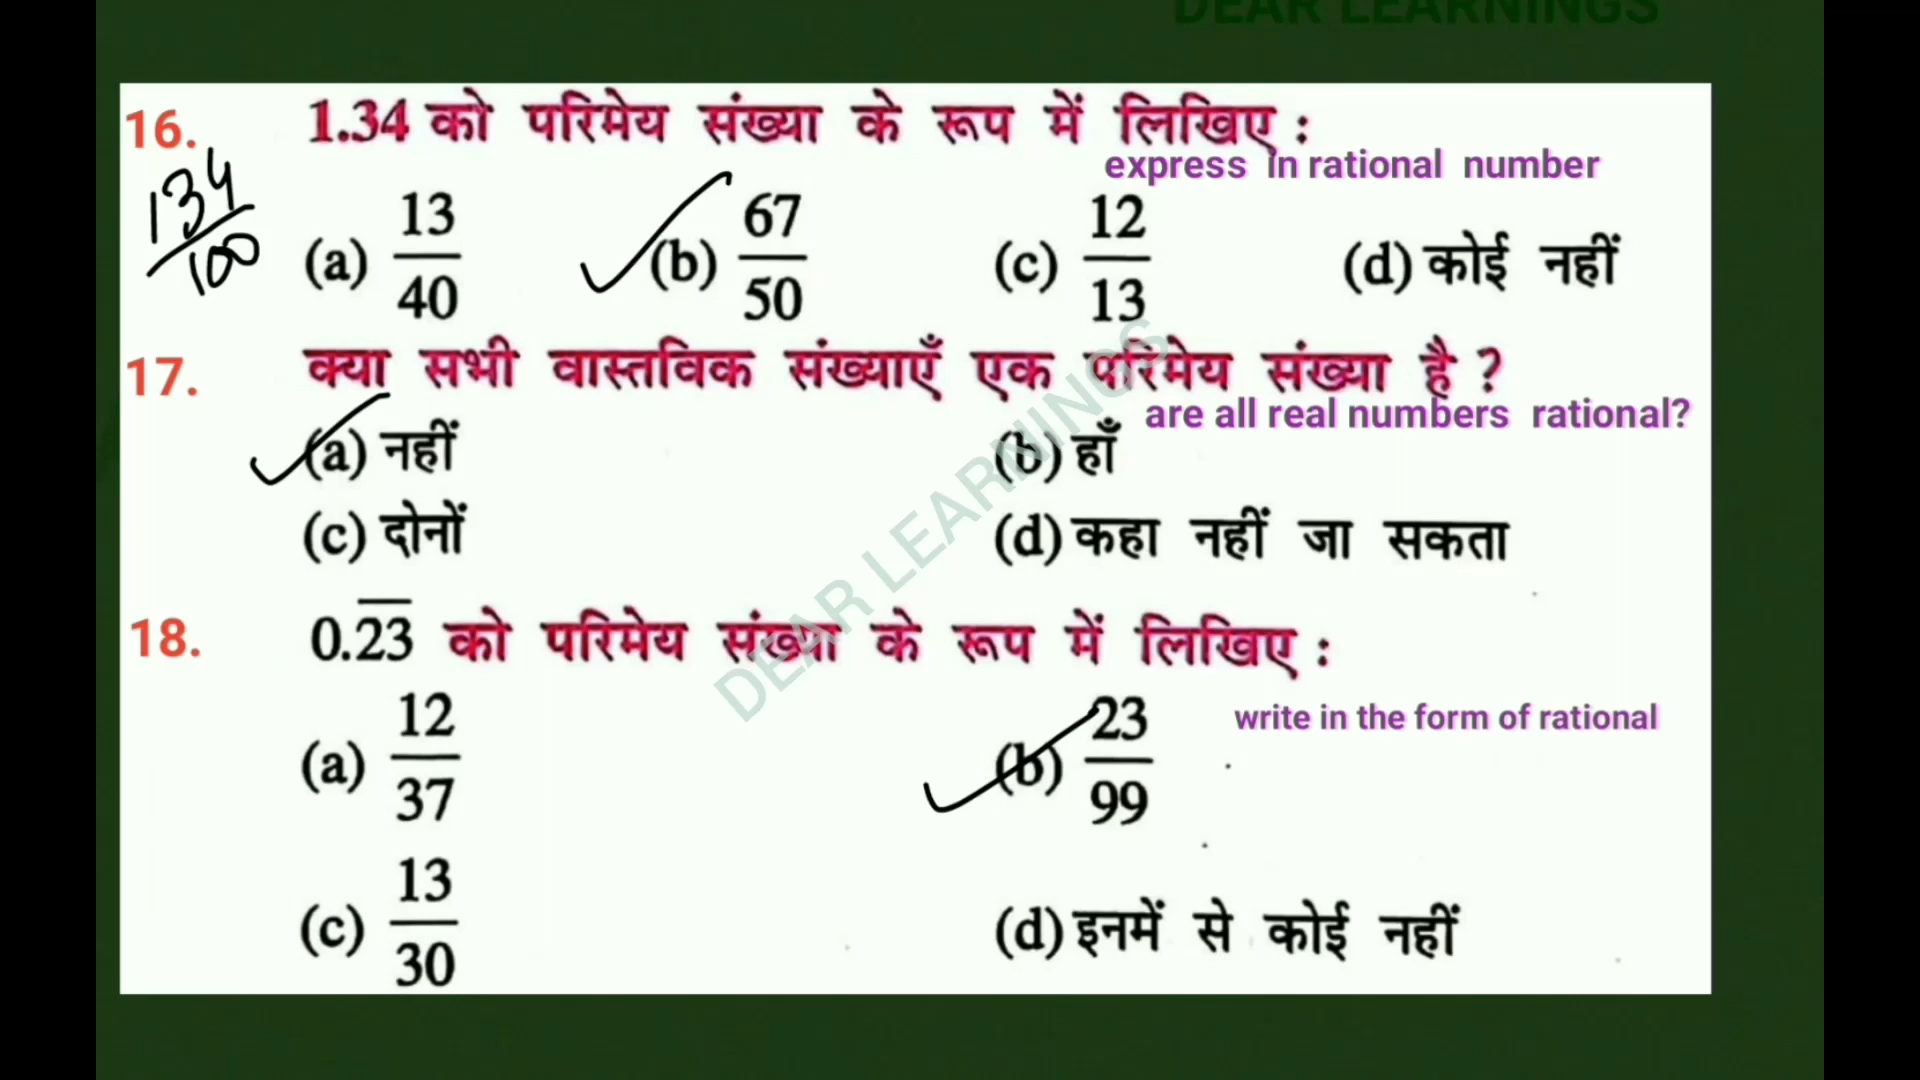 DEAR LEARNINGS
16. 1.34 को परिमेय संख्या के रूप में लिखिए :
express in rational number
134/100
(a) 13/40 (b) 67/50 (c) 12/13 (d) कोई नहीं
17. क्या सभी वास्तविक संख्याएँ एक परिमेय संख्या है ?
are all real numbers rational?
(a) नहीं (b) हाँ
(c) दोनों (d) कहा नहीं जा सकता
18. 0.2̅3̅ को परिमेय संख्या के रूप में लिखिए :
write in the form of rational
(a) 12/37 (b) 23/99
(c) 13/30 (d) इनमें से कोई नहीं
DEAR LEARNINGS